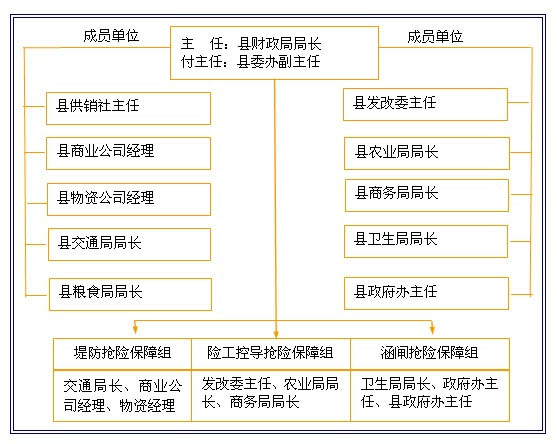 成员单位
主　任：县财政局局长
付主任：县委办副主任
成员单位
县供销社主任
县商业公司经理
县物资公司经理
县交通局局长
县粮食局局长
县发改委主任
县农业局局长
县商务局局长
县卫生局局长
县政府办主任
堤防抢险保障组
交通局长、商业公
司经理、物资经理
险工控导抢险保障组
发改委主任、农业局局
长、商务局局长
涵闸抢险保障组
卫生局局长、政府办主
任、县政府办主任